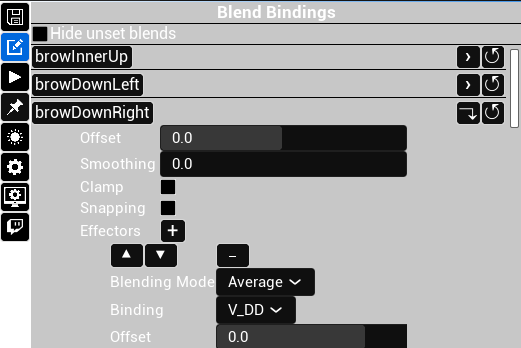 Blend Bindings
Hide unset blends
browInnerUp
browDownLeft
browDownRight
Offset 0.0
Smoothing 0.0
Clamp
Snapping
Effectors +
Blending Mode Average
Binding V_DD
Offset 0.0